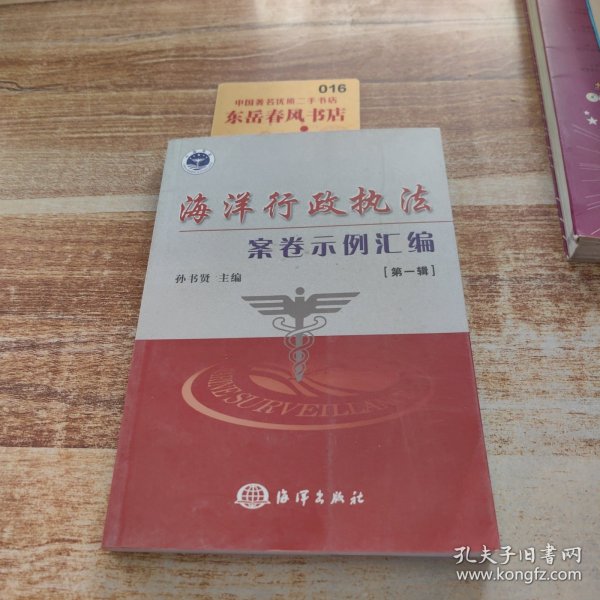 016
中国著名优质二手书店
东岳春风书店
海洋行政执法
案卷示例汇编
[第一辑]
孙书贤 主编
海洋出版社
孔夫子旧书网
www.kongfz.com